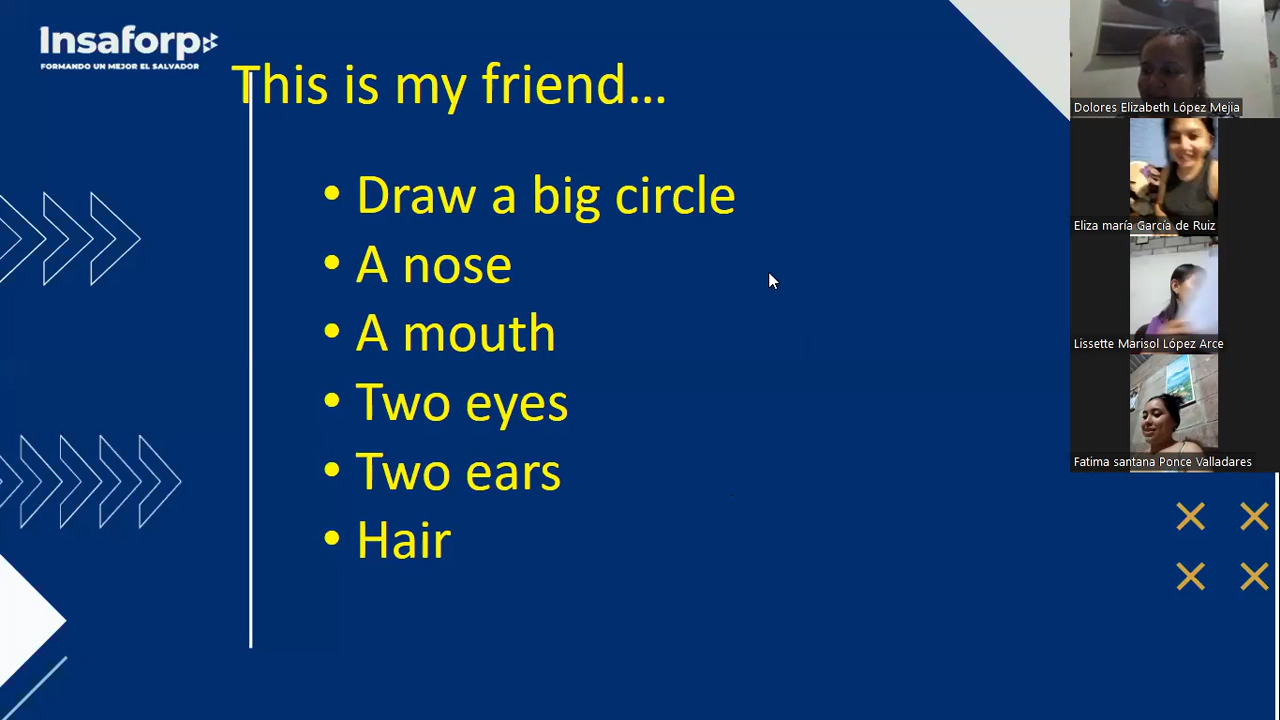 Insaforp
FORMANDO UN MEJOR EL SALVADOR
This is my friend...
• Draw a big circle
• A nose
• A mouth
• Two eyes
• Two ears
• Hair
Dolores Elizabeth López Mejia
Eliza maría García de Ruiz
Lissette Marisol López Arce
Fatima santana Ponce Valladares